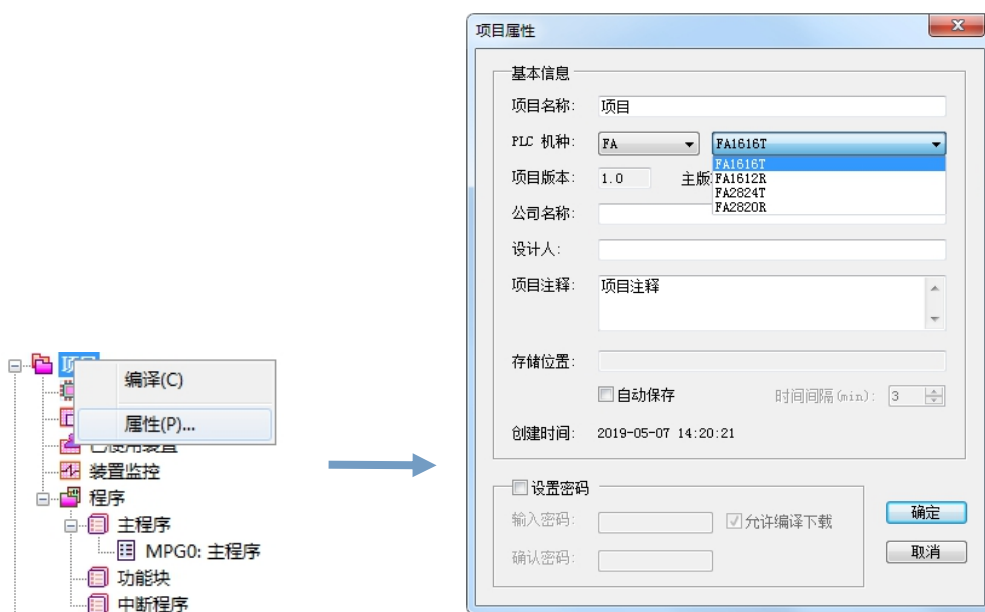 项目属性
基本信息
项目名称: 项目
PLC 机种: FA FA1616T
FA1616T
项目版本: 1.0 主版 FA1612R
FA2824T
FA2820R
公司名称:
设计人:
项目注释: 项目注释
存储位置:
自动保存 时间间隔(min): 3
创建时间: 2019-05-07 14:20:21
设置密码
输入密码: 允许编译下载
确认密码:
确定
取消
编译(C)
属性(P)...
已使用装置
装置监控
程序
主程序
MPG0: 主程序
功能块
中断程序